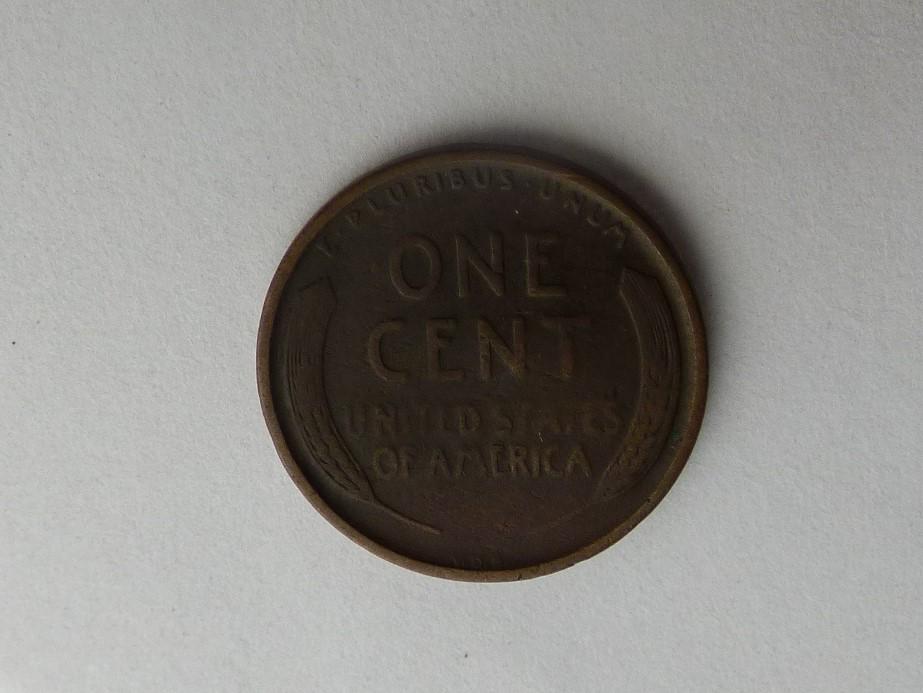 E · PLURIBUS · UNUM
ONE
CENT
UNITED STATES
OF AMERICA